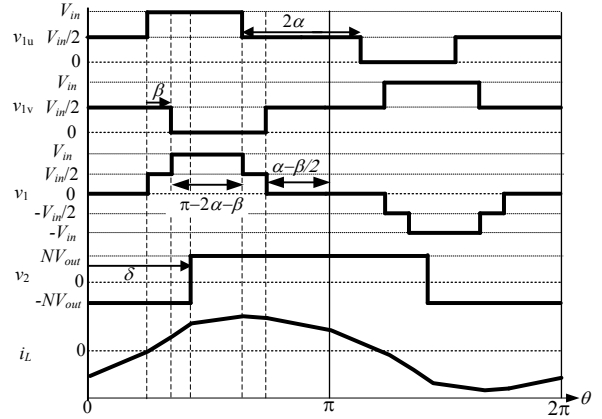 V_in
v_1u V_in/2 2α
0
V_in
β
v_1v V_in/2
0
V_in
V_in/2 α−β/2
v_1 0
−V_in/2 π−2α−β
−V_in
NV_out
v_2 0 δ
-NV_out
i_L 0
0 π 2π θ